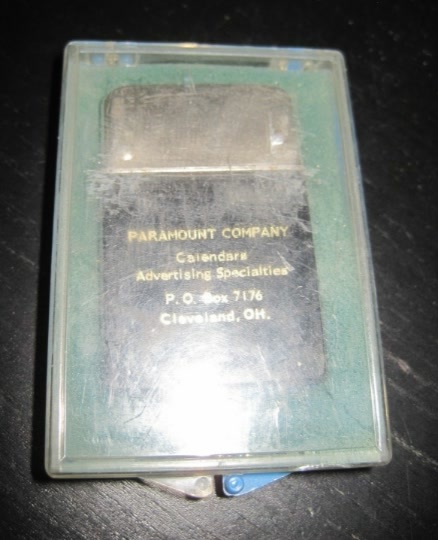 PARAMOUNT COMPANY
Calendars
Advertising Specialties
P. O. Box 7176
Cleveland, OH.